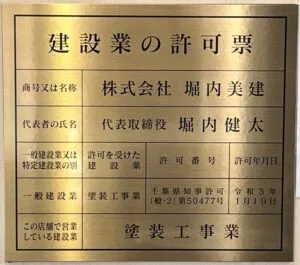 建設業の許可票
商号又は名称 株式会社 堀内美建
代表者の氏名 代表取締役 堀内健太
一般建設業又は特定建設業の別 許可を受けた建設業 許可番号 許可年月日
一般建設業 塗装工事業 千葉県知事許可(般-2)第50477号 令和3年1月19日
この店舗で営業している建設業 塗装工事業